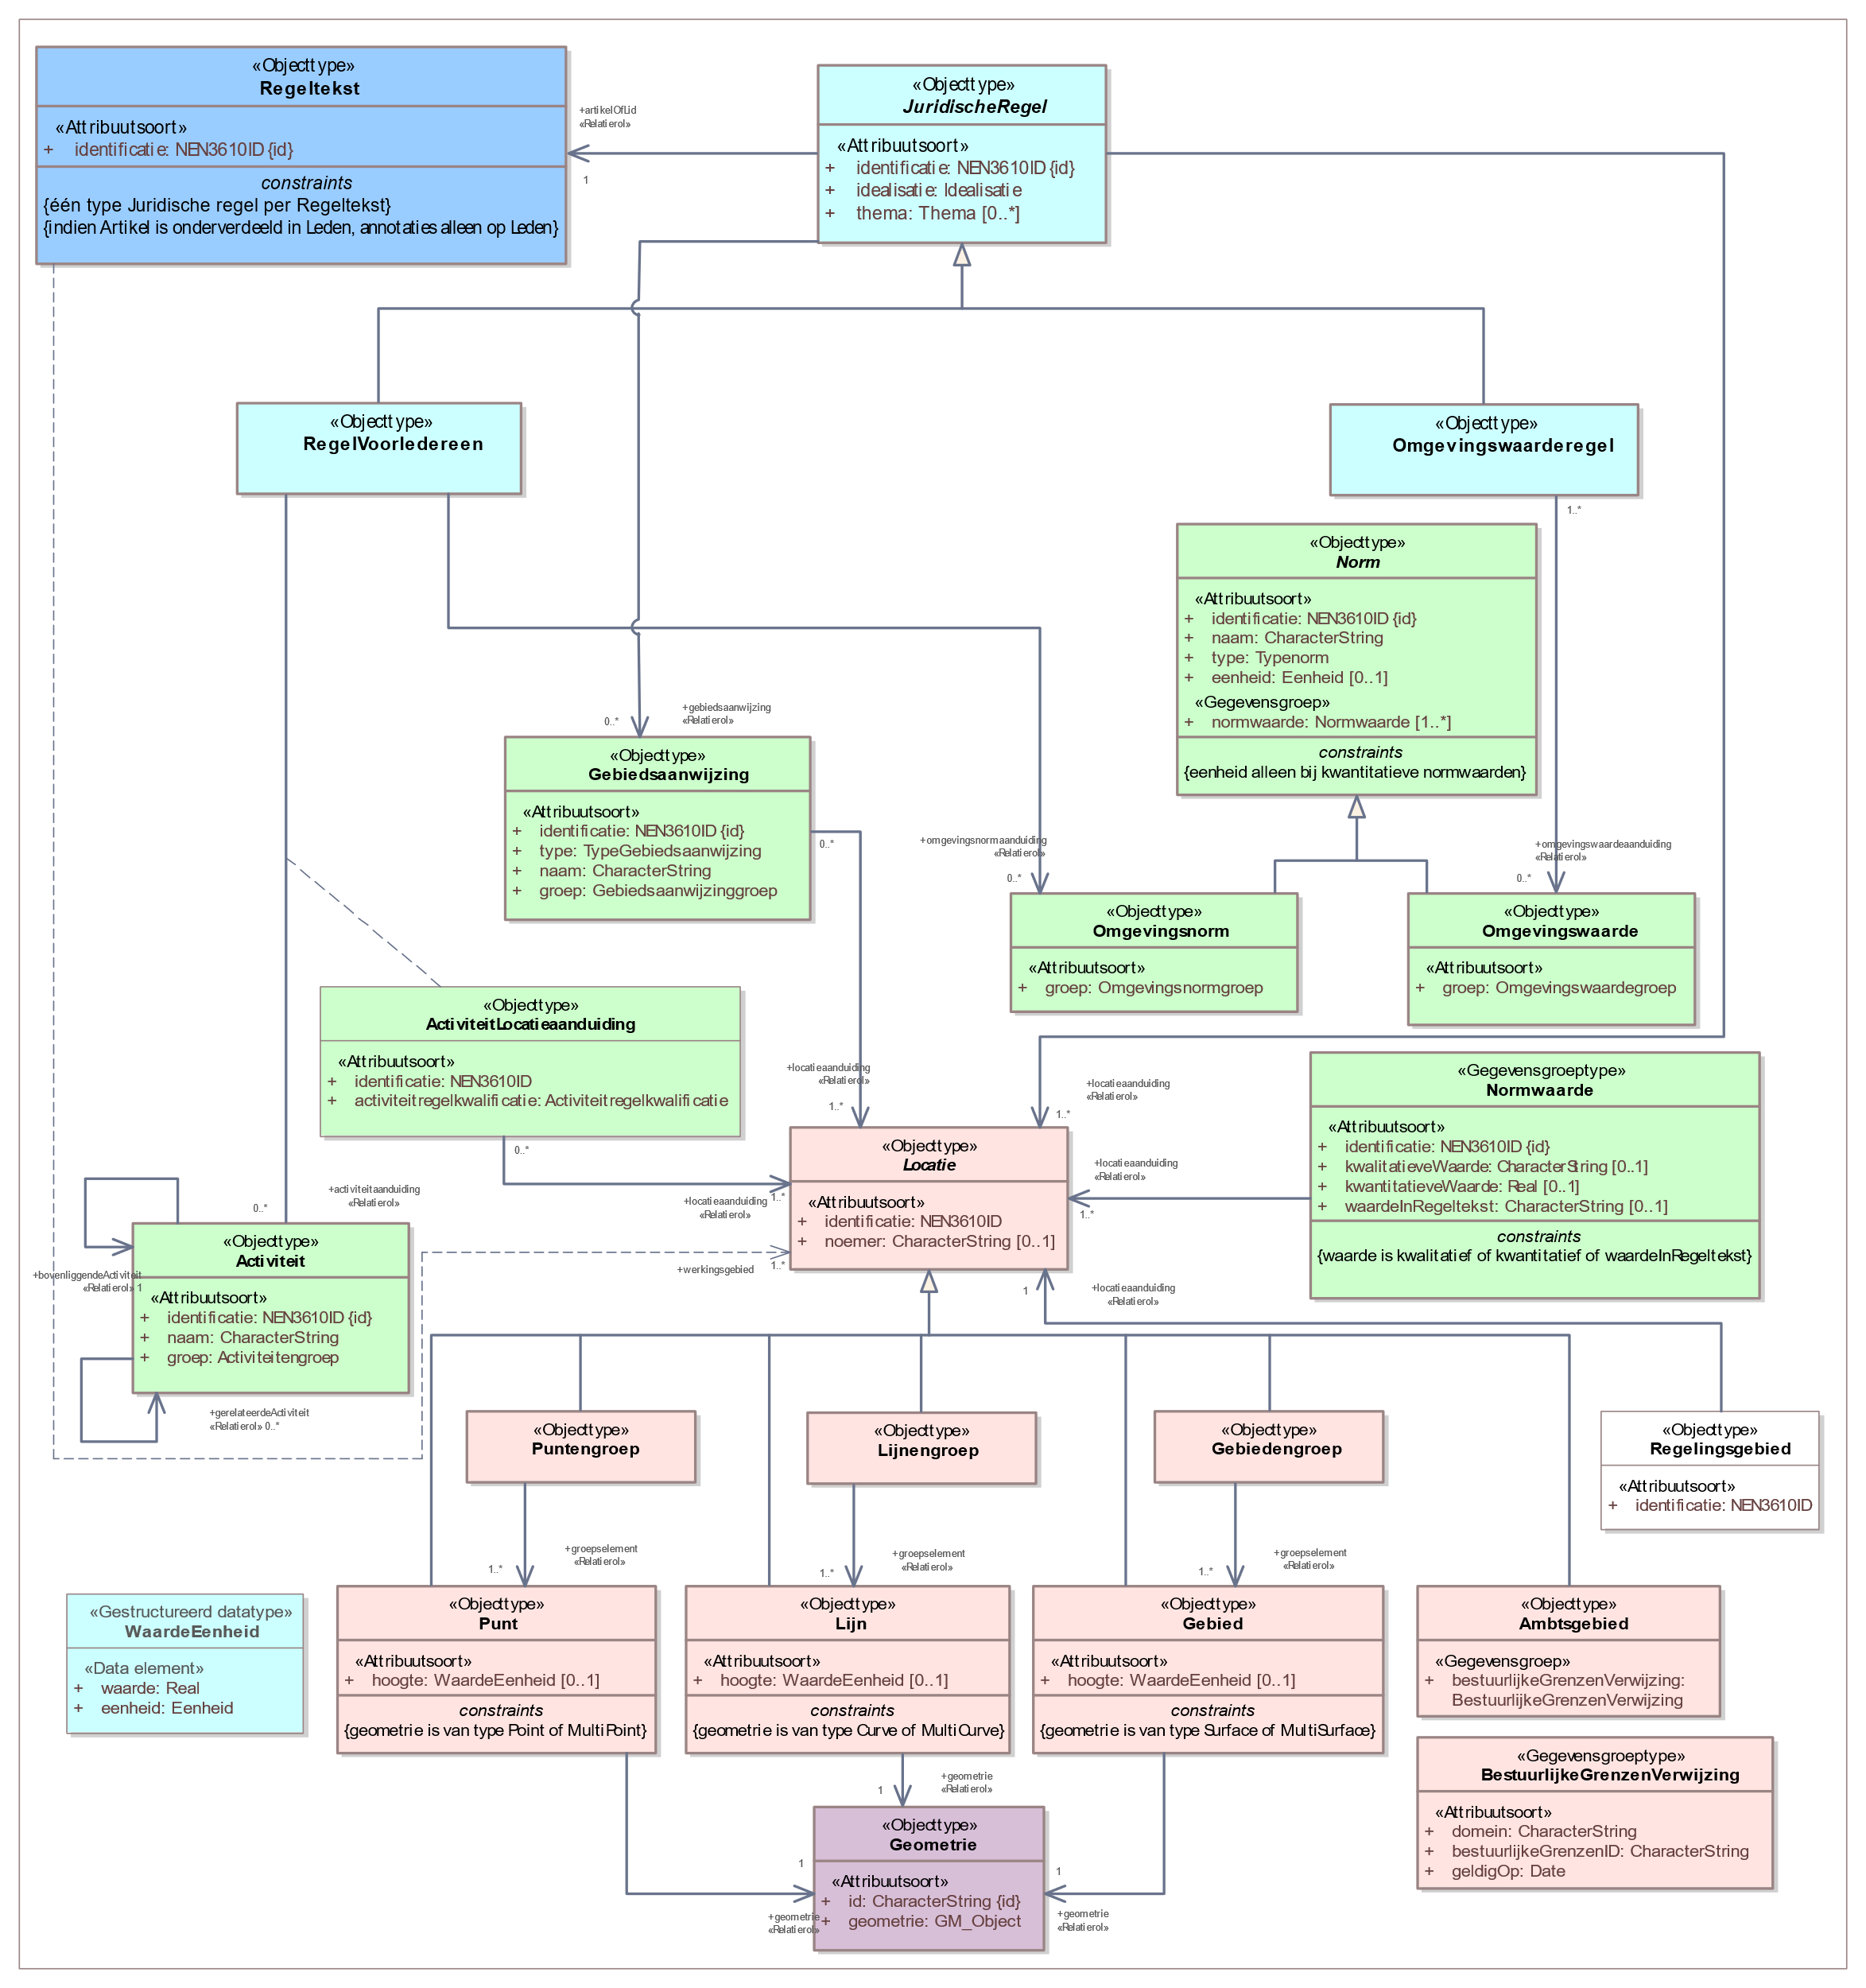 «Objecttype»
Regeltekst
«Attribuutsoort»
+ identificatie: NEN3610ID {id}
constraints
{één type Juridische regel per Regeltekst}
{indien Artikel is onderverdeeld in Leden, annotaties alleen op Leden}
+artikelOfLid
«Relatierol»
1
«Objecttype»
JuridischeRegel
«Attribuutsoort»
+ identificatie: NEN3610ID {id}
+ idealisatie: Idealisatie
+ thema: Thema [0..*]
«Objecttype»
RegelVoorIedereen
«Objecttype»
Omgevingswaarderegel
1..*
«Objecttype»
Norm
«Attribuutsoort»
+ identificatie: NEN3610ID {id}
+ naam: CharacterString
+ type: Typenorm
+ eenheid: Eenheid [0..1]
«Gegevensgroep»
+ normwaarde: Normwaarde [1..*]
constraints
{eenheid alleen bij kwantitatieve normwaarden}
+gebiedsaanwijzing
«Relatierol»
0..*
«Objecttype»
Gebiedsaanwijzing
«Attribuutsoort»
+ identificatie: NEN3610ID {id}
+ type: TypeGebiedsaanwijzing
+ naam: CharacterString
+ groep: Gebiedsaanwijzinggroep
0..*
+omgevingsnormaanduiding
«Relatierol»
0..*
+omgevingswaardeaanduiding
«Relatierol»
0..*
«Objecttype»
Omgevingsnorm
«Attribuutsoort»
+ groep: Omgevingsnormgroep
«Objecttype»
Omgevingswaarde
«Attribuutsoort»
+ groep: Omgevingswaardegroep
«Objecttype»
ActiviteitLocatieaanduiding
«Attribuutsoort»
+ identificatie: NEN3610ID
+ activiteitregelkwalificatie: Activiteitregelkwalificatie
0..*
+locatieaanduiding
«Relatierol»
1..*
+locatieaanduiding
«Relatierol»
1..*
«Gegevensgroeptype»
Normwaarde
«Attribuutsoort»
+ identificatie: NEN3610ID {id}
+ kwalitatieveWaarde: CharacterString [0..1]
+ kwantitatieveWaarde: Real [0..1]
+ waardeInRegeltekst: CharacterString [0..1]
constraints
{waarde is kwalitatief of kwantitatief of waardeInRegeltekst}
«Objecttype»
Locatie
«Attribuutsoort»
+ identificatie: NEN3610ID
+ noemer: CharacterString [0..1]
+locatieaanduiding
«Relatierol»
1..*
+locatieaanduiding
«Relatierol»
1..*
+werkingsgebied
1..*
+locatieaanduiding
«Relatierol»
1
+activiteitaanduiding
«Relatierol»
0..*
«Objecttype»
Activiteit
«Attribuutsoort»
+ identificatie: NEN3610ID {id}
+ naam: CharacterString
+ groep: Activiteitengroep
+bovenliggendeActiviteit
«Relatierol» 1
+gerelateerdeActiviteit
«Relatierol» 0..*
«Objecttype»
Puntengroep
«Objecttype»
Lijnengroep
«Objecttype»
Gebiedengroep
«Objecttype»
Regelingsgebied
«Attribuutsoort»
+ identificatie: NEN3610ID
+groepselement
«Relatierol»
1..*
+groepselement
«Relatierol»
1..*
+groepselement
«Relatierol»
1..*
«Gestructureerd datatype»
WaardeEenheid
«Data element»
+ waarde: Real
+ eenheid: Eenheid
«Objecttype»
Punt
«Attribuutsoort»
+ hoogte: WaardeEenheid [0..1]
constraints
{geometrie is van type Point of MultiPoint}
«Objecttype»
Lijn
«Attribuutsoort»
+ hoogte: WaardeEenheid [0..1]
constraints
{geometrie is van type Curve of MultiCurve}
«Objecttype»
Gebied
«Attribuutsoort»
+ hoogte: WaardeEenheid [0..1]
constraints
{geometrie is van type Surface of MultiSurface}
«Objecttype»
Ambtsgebied
«Gegevensgroep»
+ bestuurlijkeGrenzenVerwijzing:
BestuurlijkeGrenzenVerwijzing
«Gegevensgroeptype»
BestuurlijkeGrenzenVerwijzing
«Attribuutsoort»
+ domein: CharacterString
+ bestuurlijkeGrenzenID: CharacterString
+ geldigOp: Date
+geometrie
«Relatierol»
1
«Objecttype»
Geometrie
«Attribuutsoort»
+ id: CharacterString {id}
+ geometrie: GM_Object
1
+geometrie
«Relatierol»
1
+geometrie
«Relatierol»